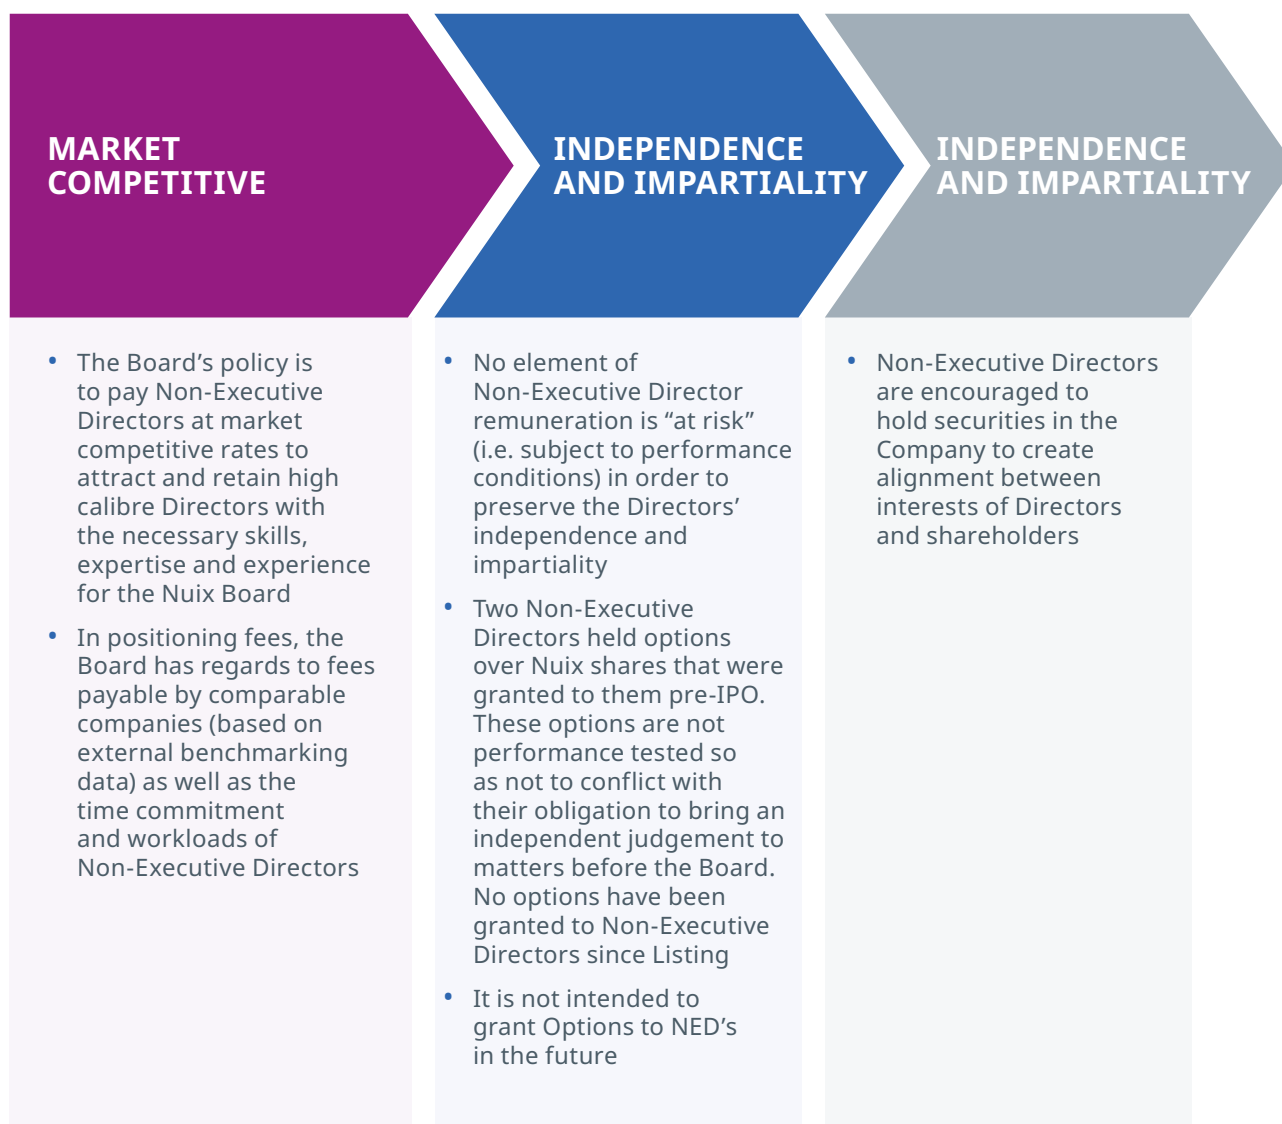 MARKET
COMPETITIVE
• The Board’s policy is
to pay Non-Executive
Directors at market
competitive rates to
attract and retain high
calibre Directors with
the necessary skills,
expertise and experience
for the Nuix Board
• In positioning fees, the
Board has regards to fees
payable by comparable
companies (based on
external benchmarking
data) as well as the
time commitment
and workloads of
Non-Executive Directors
INDEPENDENCE
AND IMPARTIALITY
• No element of
Non-Executive Director
remuneration is “at risk”
(i.e. subject to performance
conditions) in order to
preserve the Directors’
independence and
impartiality
• Two Non-Executive
Directors held options
over Nuix shares that were
granted to them pre-IPO.
These options are not
performance tested so
as not to conflict with
their obligation to bring an
independent judgement to
matters before the Board.
No options have been
granted to Non-Executive
Directors since Listing
• It is not intended to
grant Options to NED’s
in the future
INDEPENDENCE
AND IMPARTIALITY
• Non-Executive Directors
are encouraged to
hold securities in the
Company to create
alignment between
interests of Directors
and shareholders